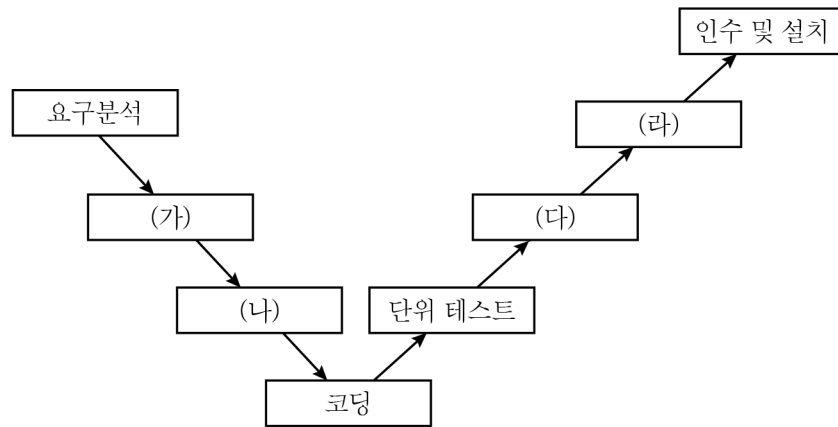 인수 및 설치
요구분석
(라)
(가)
(다)
(나)
단위 테스트
코딩